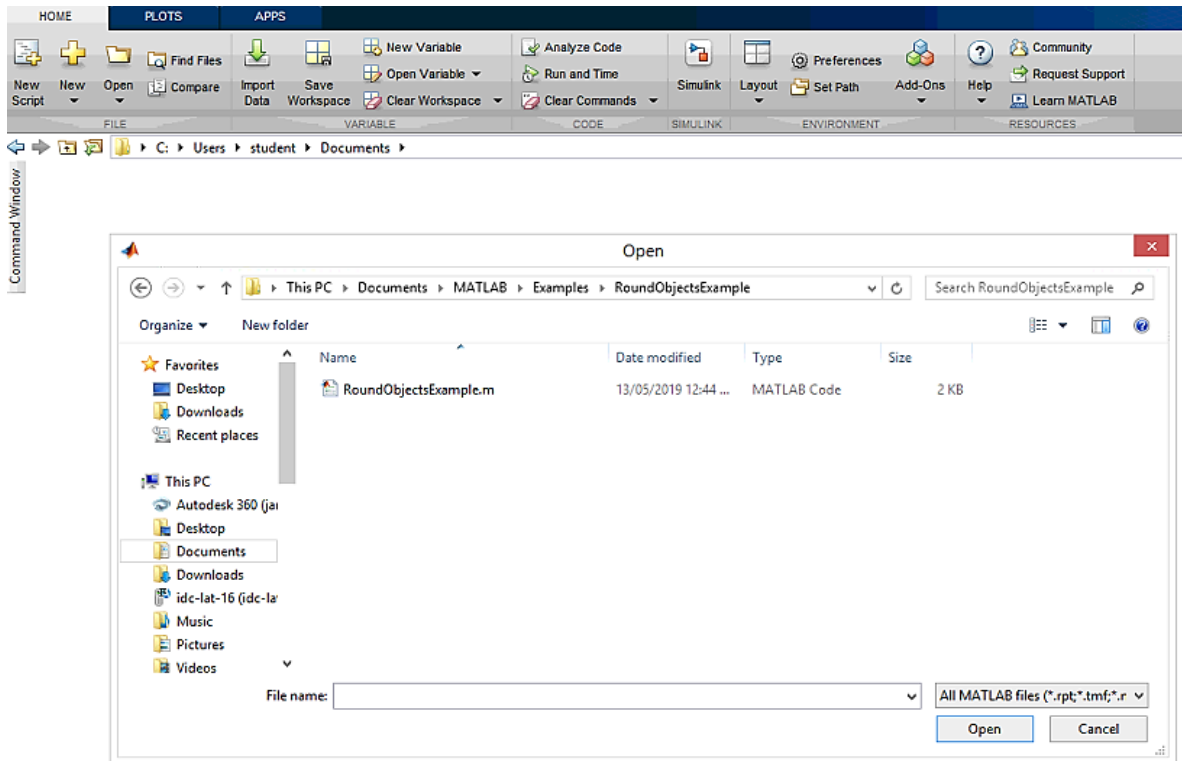 HOME PLOTS APPS
New Script New Open Find Files Compare Import Data Save Workspace New Variable Open Variable Clear Workspace Analyze Code Run and Time Clear Commands Simulink Layout Preferences Set Path Add-Ons Help Community Request Support Learn MATLAB
FILE VARIABLE CODE SIMULINK ENVIRONMENT RESOURCES
C: Users student Documents
Command Window
Open
This PC Documents MATLAB Examples RoundObjectsExample Search RoundObjectsExample
Organize New folder
Favorites Name Date modified Type Size
Desktop RoundObjectsExample.m 13/05/2019 12:44 ... MATLAB Code 2 KB
Downloads
Recent places
This PC
Autodesk 360 (jar
Desktop
Documents
Downloads
idc-lat-16 (idc-la
Music
Pictures
Videos
File name: All MATLAB files (*.rpt;*.tmf;*.r
Open Cancel